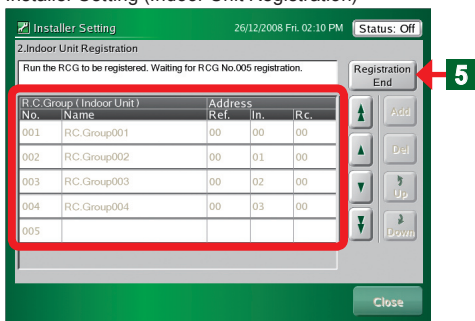 Installer Setting (Indoor Unit Registration)
Installer Setting 26/12/2008 Fri. 02:10 PM Status: Off
2.Indoor Unit Registration
Run the RCG to be registered. Waiting for RCG No.005 registration.
Registration End
5
R.C.Group ( Indoor Unit ) Address
No. Name Ref. In. Rc.
001 RC.Group001 00 00 00
002 RC.Group002 00 01 00
003 RC.Group003 00 02 00
004 RC.Group004 00 03 00
005
Add
Del
Up
Down
Close